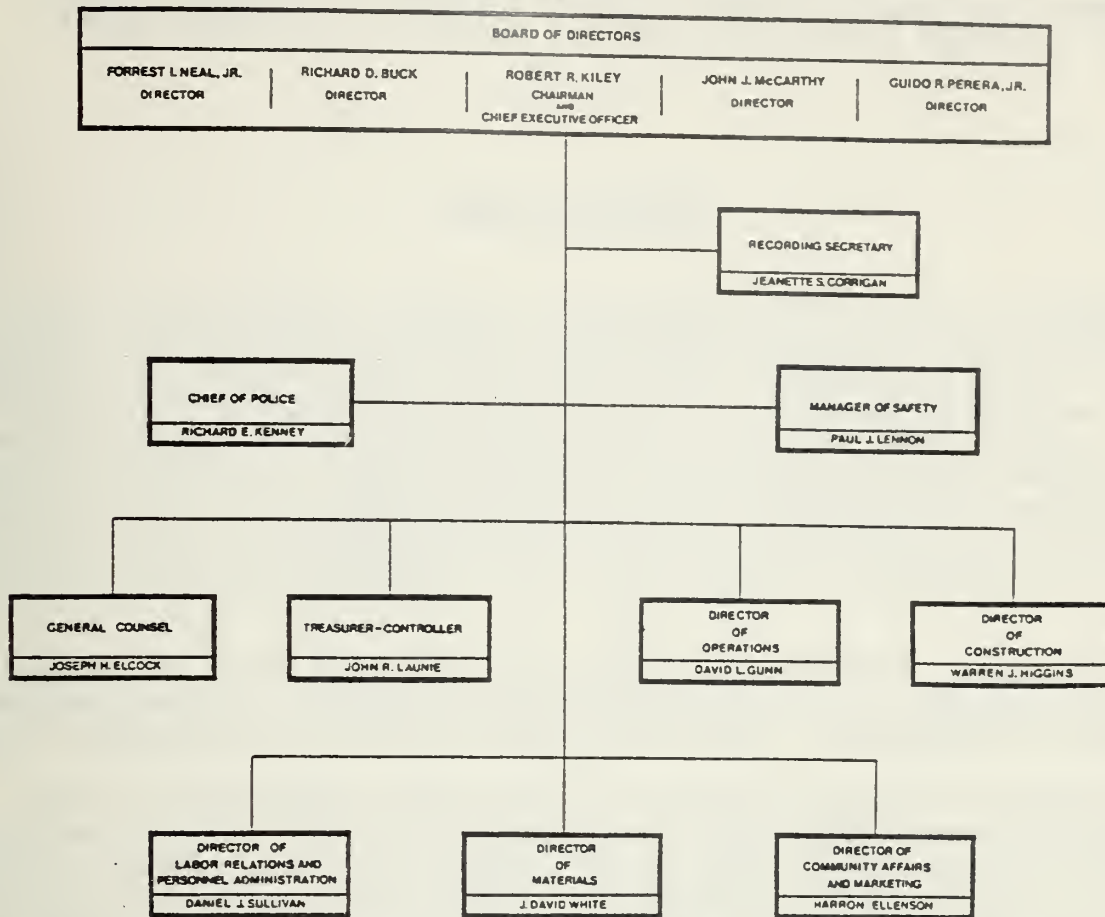 BOARD OF DIRECTORS
FORREST I. NEAL, JR.
DIRECTOR
RICHARD D. BUCK
DIRECTOR
ROBERT R. KILEY
CHAIRMAN
AND
CHIEF EXECUTIVE OFFICER
JOHN J. McCARTHY
DIRECTOR
GUIDO R. PERERA, JR.
DIRECTOR
RECORDING SECRETARY
JEANETTE S. CORRIGAN
CHIEF OF POLICE
RICHARD E. KENNEY
MANAGER OF SAFETY
PAUL J. LENNON
GENERAL COUNSEL
JOSEPH H. ELCOCK
TREASURER-CONTROLLER
JOHN R. LAUNIE
DIRECTOR
OF
OPERATIONS
DAVID L. GUNN
DIRECTOR
OF
CONSTRUCTION
WARREN J. HIGGINS
DIRECTOR OF
LABOR RELATIONS AND
PERSONNEL ADMINISTRATION
DANIEL J. SULLIVAN
DIRECTOR
OF
MATERIALS
J. DAVID WHITE
DIRECTOR OF
COMMUNITY AFFAIRS
AND MARKETING
HARRON ELLENSON